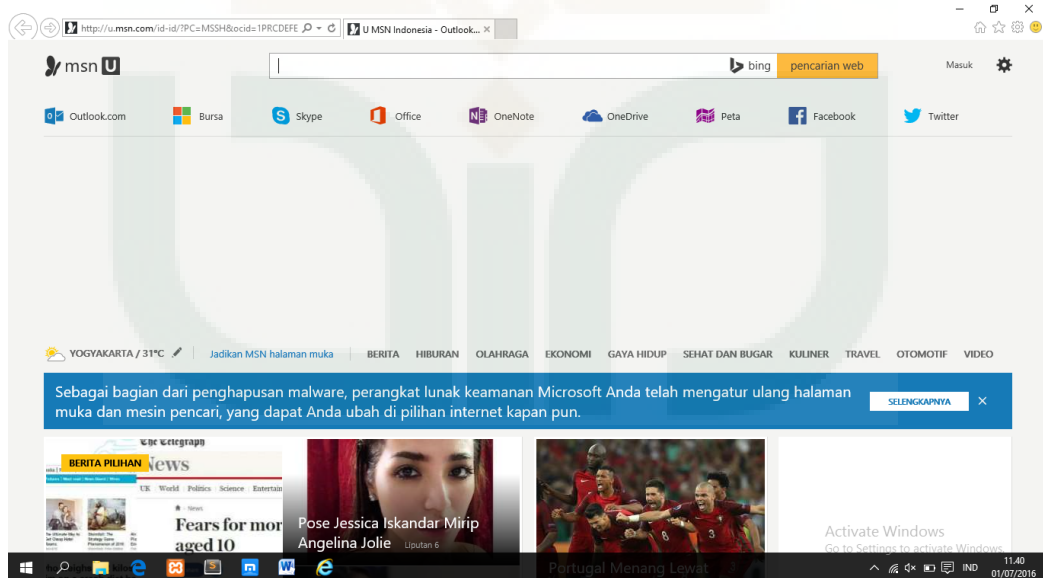 http://u.msn.com/id-id/?PC=MSSH&ocid=1PRCDEFE
U MSN Indonesia - Outlook...
msn U
bing
pencarian web
Masuk
Outlook.com
Bursa
Skype
Office
OneNote
OneDrive
Peta
Facebook
Twitter
YOGYAKARTA / 31°C
Jadikan MSN halaman muka
BERITA HIBURAN OLAHRAGA EKONOMI GAYA HIDUP SEHAT DAN BUGAR KULINER TRAVEL OTOMOTIF VIDEO
Sebagai bagian dari penghapusan malware, perangkat lunak keamanan Microsoft Anda telah mengatur ulang halaman
muka dan mesin pencari, yang dapat Anda ubah di pilihan internet kapan pun.
SELENGKAPNYA
The Telegraph
BERITA PILIHAN
News
UK World Politics Science Entertain
News
Fears for mor
aged 10
Pose Jessica Iskandar Mirip
Angelina Jolie Liputan 6
Portugal Menang Lewat
Activate Windows
Go to Settings to activate Windows.
IND
11.40
01/07/2016